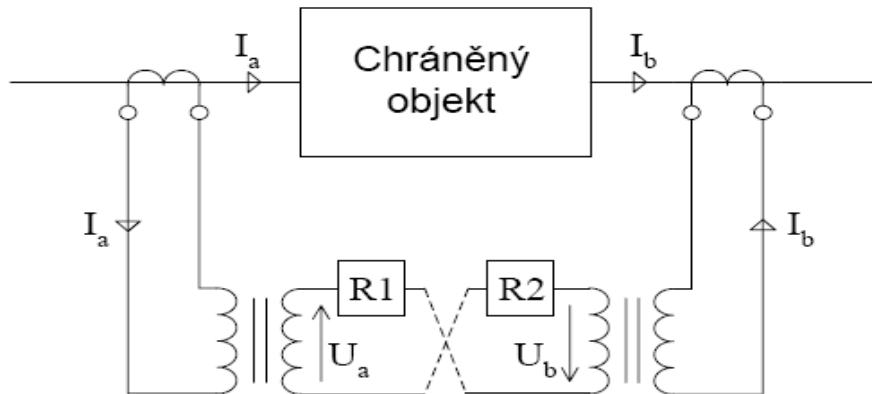 I_a
Chráněný
objekt
I_b
I_a
I_b
R1
R2
U_a
U_b